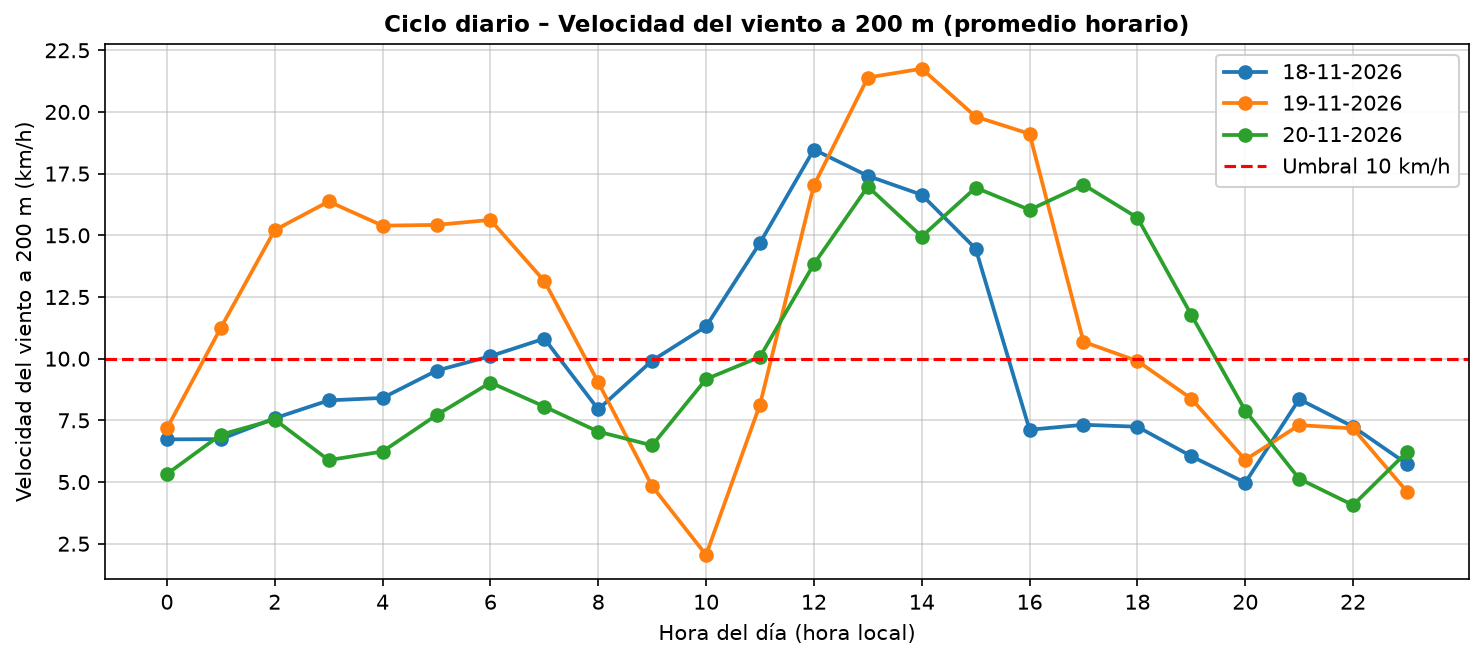 Ciclo diario – Velocidad del viento a 200 m (promedio horario)
Velocidad del viento a 200 m (km/h)
22.5
20.0
17.5
15.0
12.5
10.0
7.5
5.0
2.5
18-11-2026
19-11-2026
20-11-2026
Umbral 10 km/h
0 2 4 6 8 10 12 14 16 18 20 22
Hora del día (hora local)